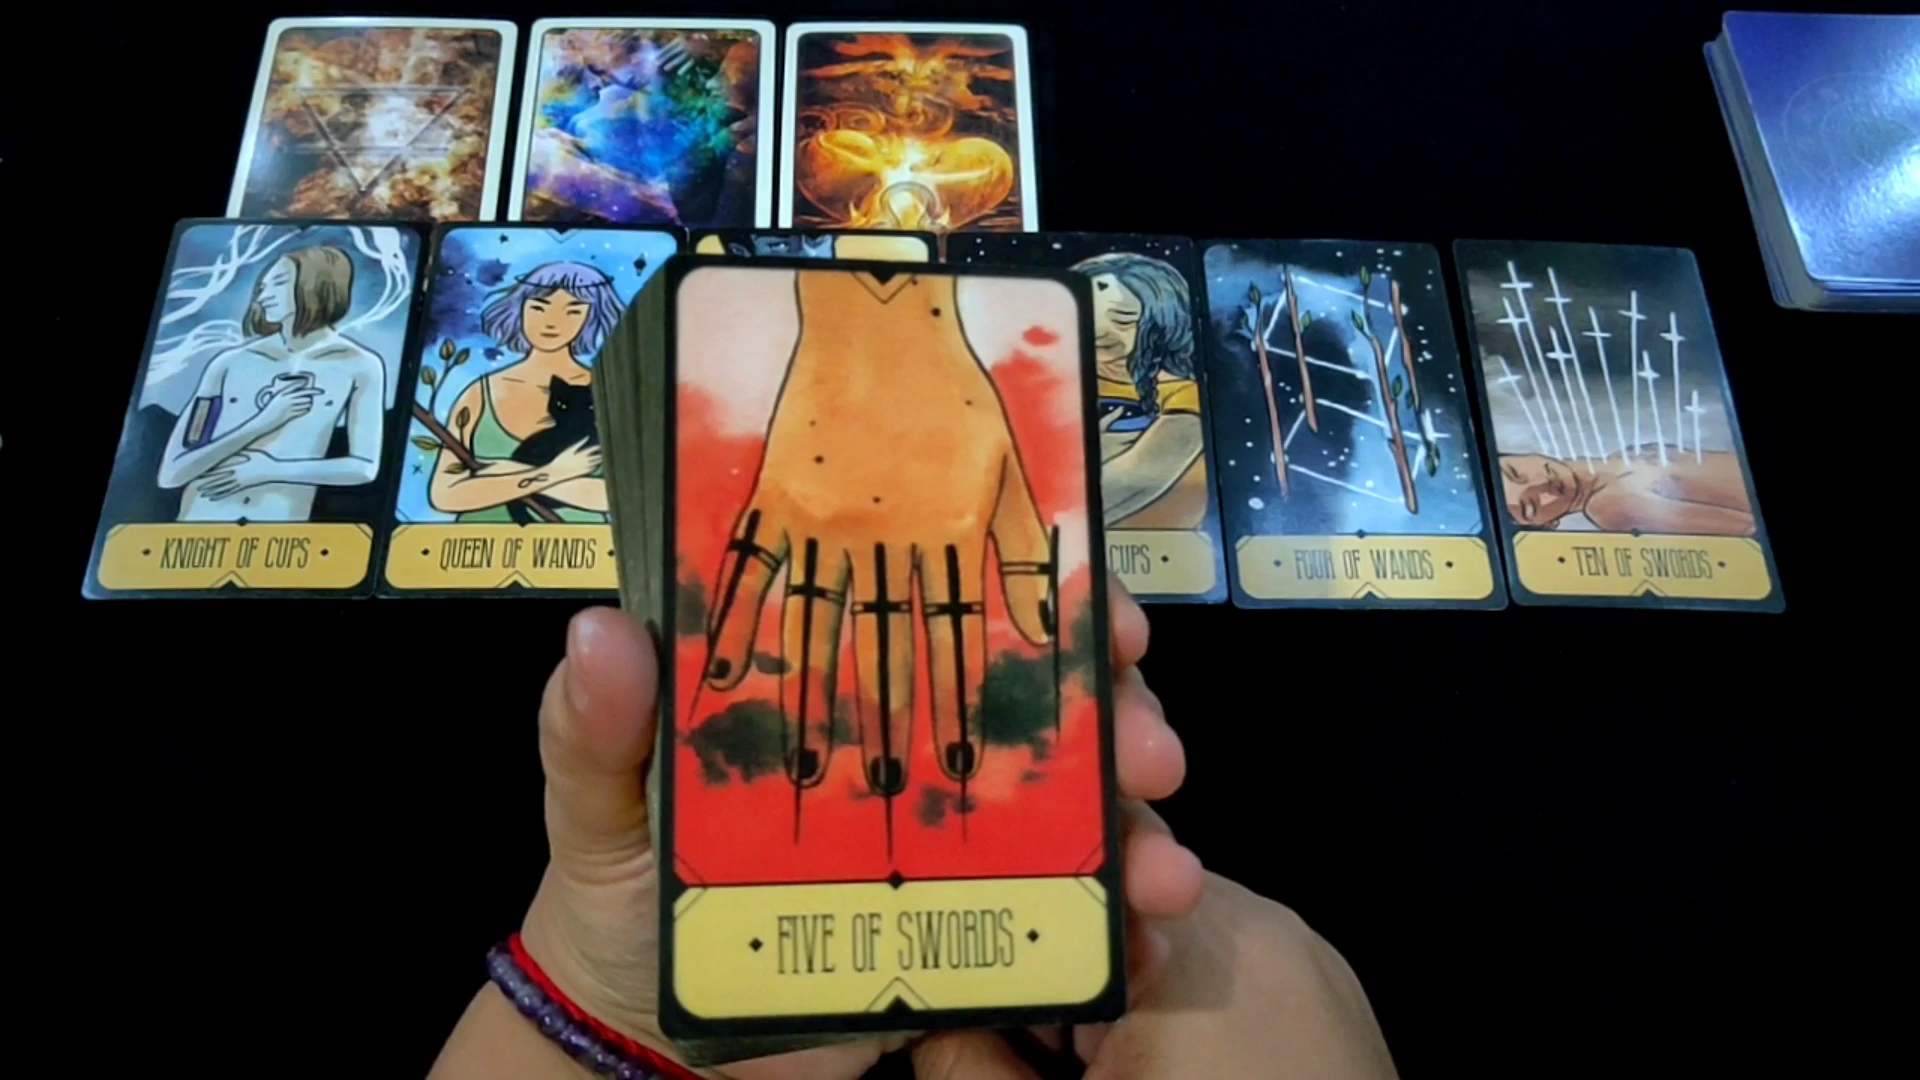 KNIGHT OF CUPS
QUEEN OF WANDS
CUPS
FOUR OF WANDS
TEN OF SWORDS
FIVE OF SWORDS